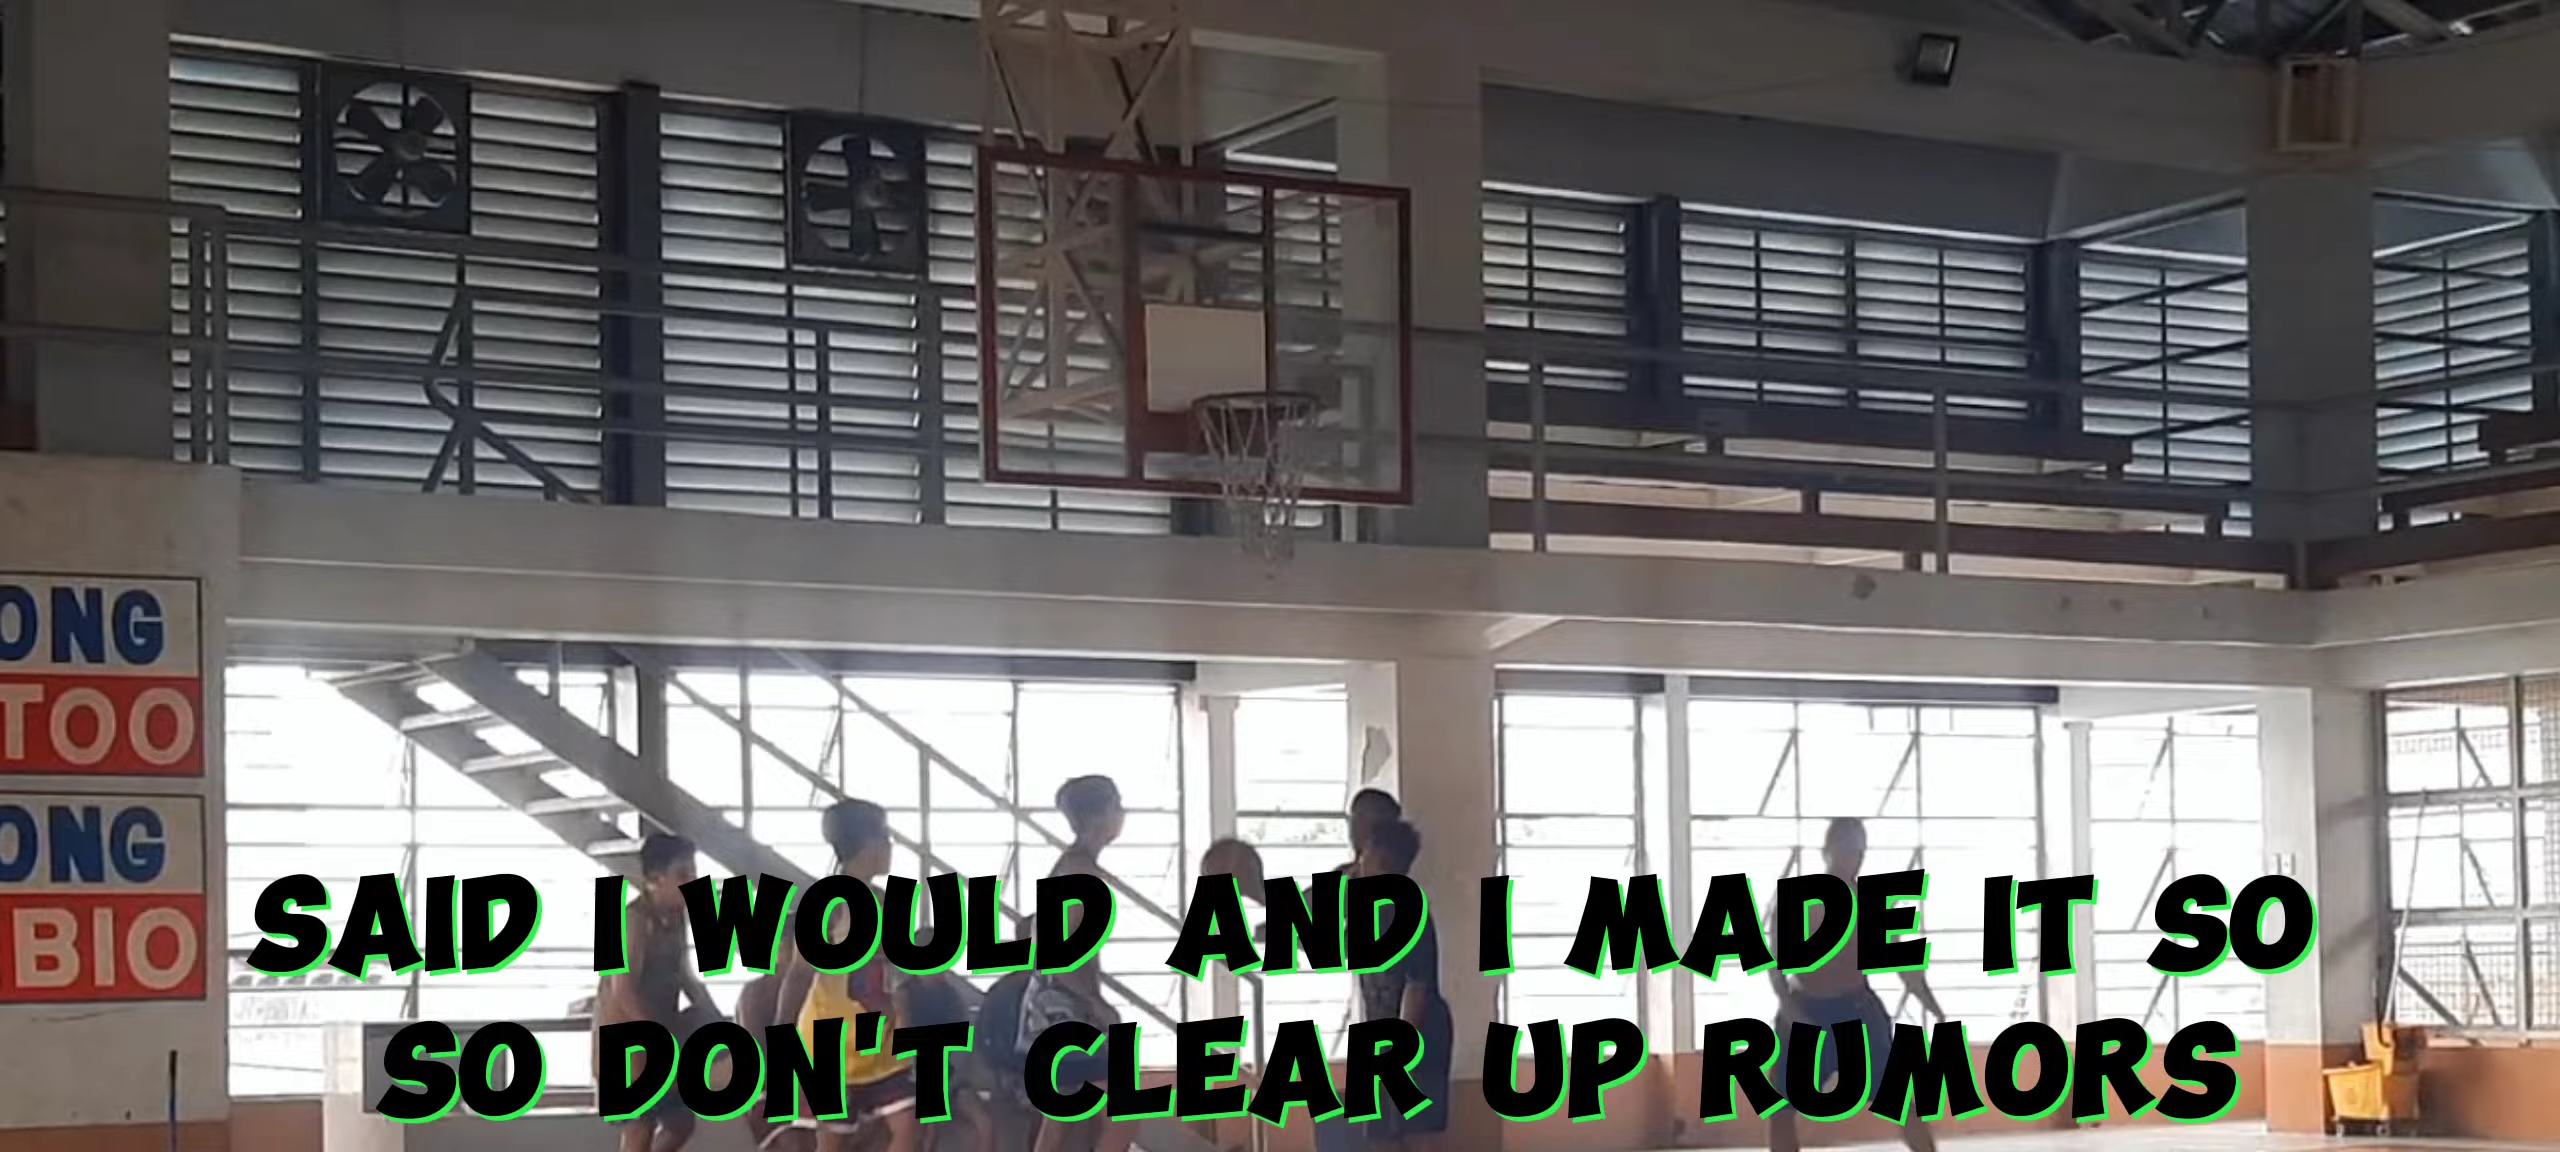 ONG
TOO
ONG
BIO
SAID I WOULD AND I MADE IT SO
SO DON'T CLEAR UP RUMORS